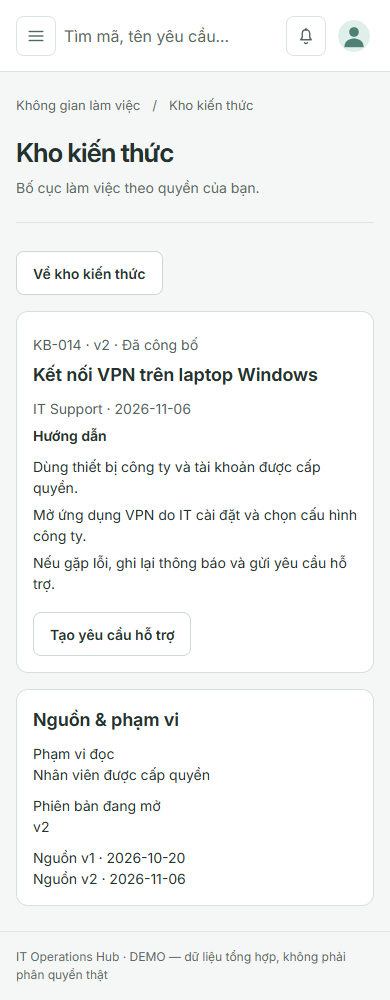 Tìm mã, tên yêu cầu...
Không gian làm việc / Kho kiến thức
Kho kiến thức
Bố cục làm việc theo quyền của bạn.
Về kho kiến thức
KB-014 · v2 · Đã công bố
Kết nối VPN trên laptop Windows
IT Support · 2026-11-06
Hướng dẫn
Dùng thiết bị công ty và tài khoản được cấp
quyền.
Mở ứng dụng VPN do IT cài đặt và chọn cấu hình
công ty.
Nếu gặp lỗi, ghi lại thông báo và gửi yêu cầu hỗ
trợ.
Tạo yêu cầu hỗ trợ
Nguồn & phạm vi
Phạm vi đọc
Nhân viên được cấp quyền
Phiên bản đang mở
v2
Nguồn v1 · 2026-10-20
Nguồn v2 · 2026-11-06
IT Operations Hub · DEMO — dữ liệu tổng hợp, không phải
phân quyền thật